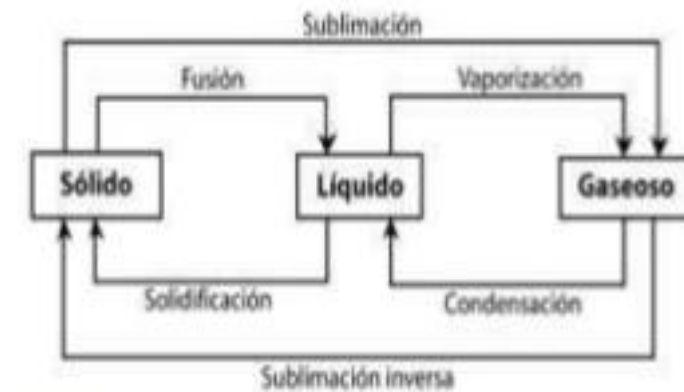 Sublimación
Fusión
Vaporización
Sólido
Líquido
Gaseoso
Solidificación
Condensación
Sublimación inversa